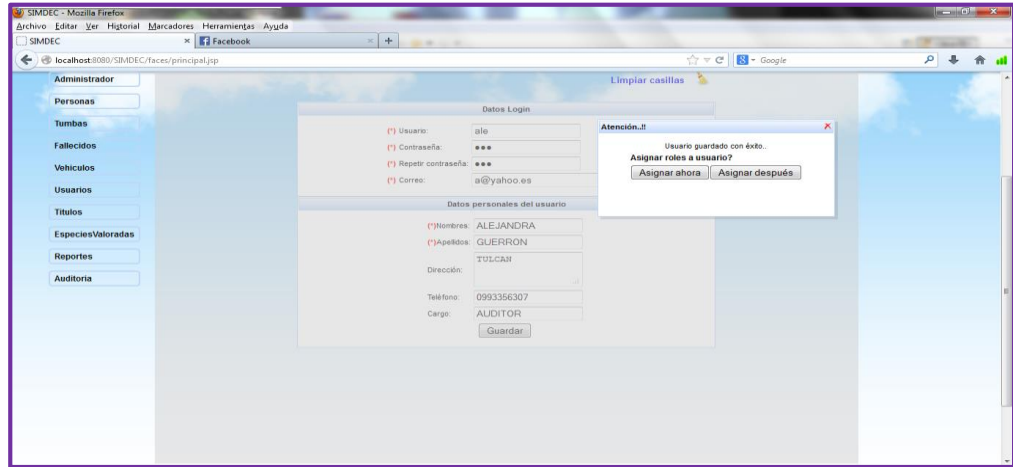 SIMDEC - Mozilla Firefox
Archivo Editar Ver Historial Marcadores Herramientas Ayuda
SIMDEC × Facebook × +
localhost:8080/SIMDEC/faces/principal.jsp
Google
Limpiar casillas
Administrador
Personas
Tumbas
Fallecidos
Vehiculos
Usuarios
Titulos
EspeciesValoradas
Reportes
Auditoria
Datos Login
(*) Usuario: ale
(*) Contraseña: ●●●
(*) Repetir contraseña: ●●●
(*) Correo: a@yahoo.es
Datos personales del usuario
(*)Nombres: ALEJANDRA
(*)Apellidos: GUERRON
Dirección: TULCAN
Teléfono: 0993356307
Cargo: AUDITOR
Guardar
Atención..!!
Usuario guardado con éxito..
Asignar roles a usuario?
Asignar ahora Asignar después